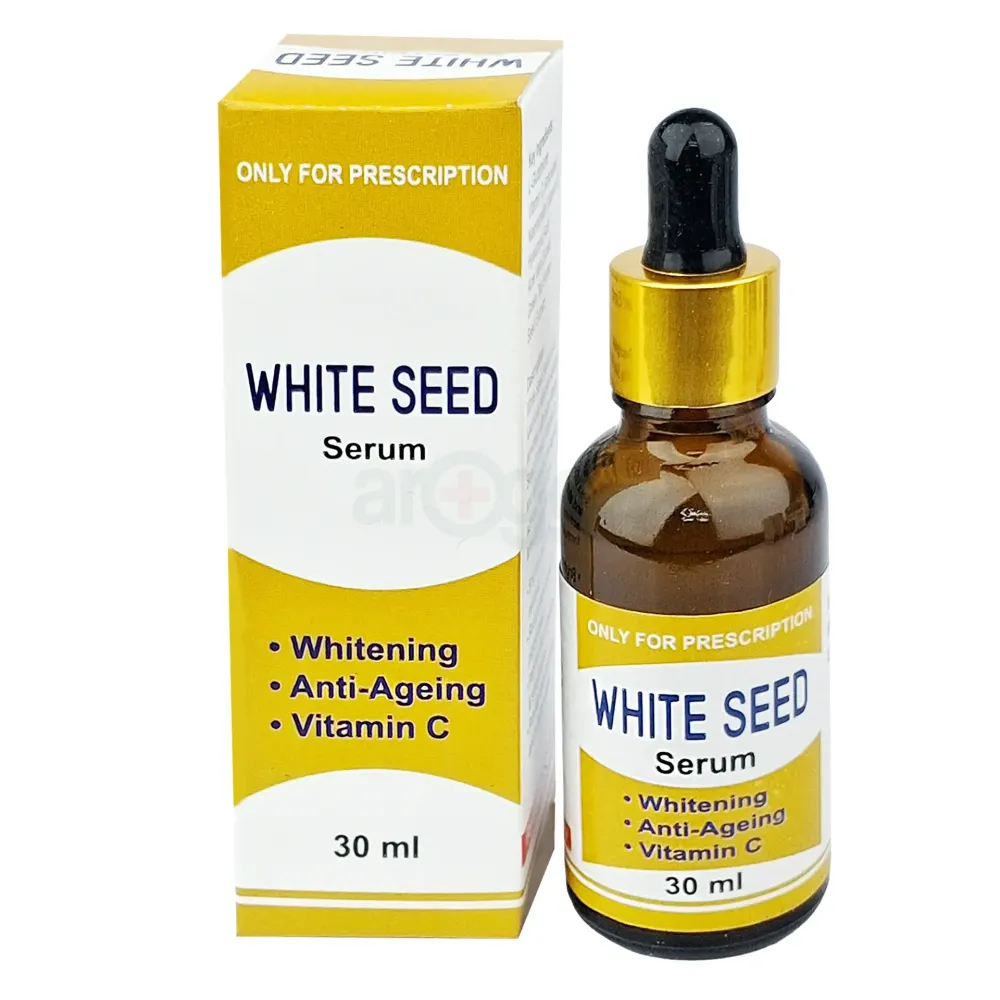 WHITE SEED
ONLY FOR PRESCRIPTION
WHITE SEED
Serum
• Whitening
• Anti-Ageing
• Vitamin C
30 ml
ONLY FOR PRESCRIPTION
WHITE SEED
Serum
• Whitening
• Anti-Ageing
• Vitamin C
30 ml